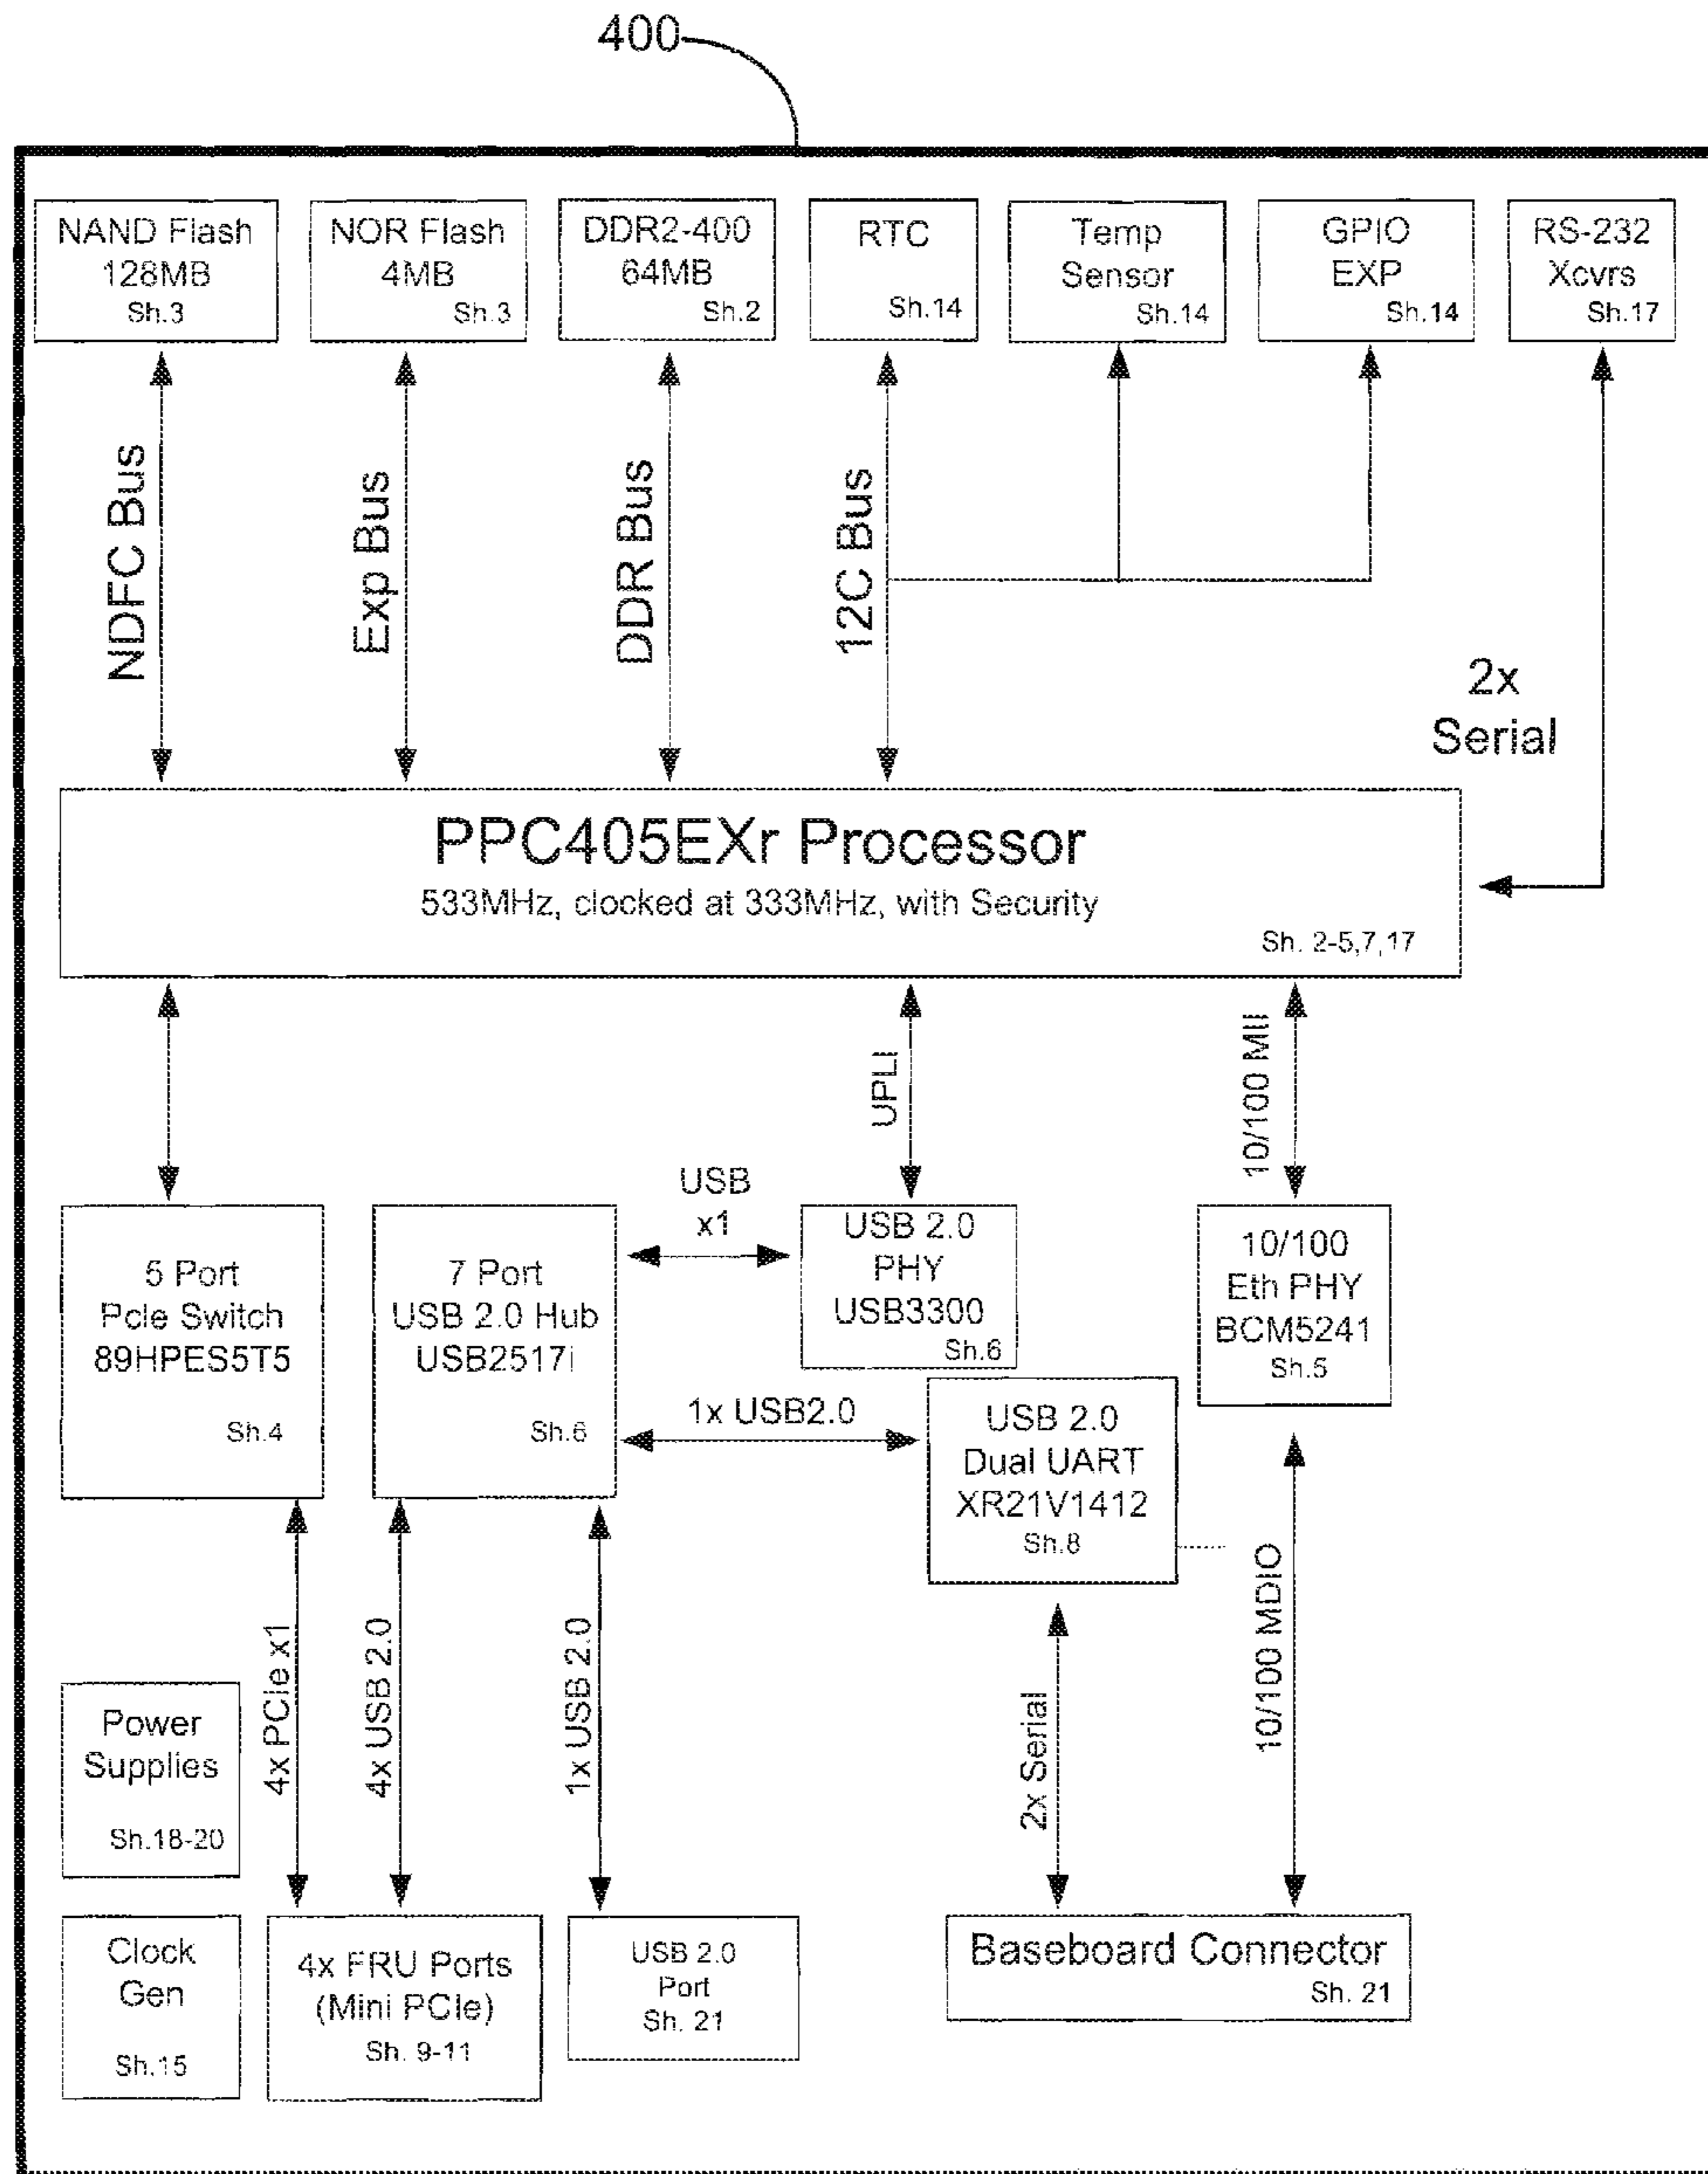 400
NAND Flash
128MB
Sh.3
NOR Flash
4MB
Sh.3
DDR2-400
64MB
Sh.2
RTC
Sh.14
Temp
Sensor
Sh.14
GPIO
EXP
Sh.14
RS-232
Xcvrs
Sh.17
NDFC Bus
Exp Bus
DDR Bus
12C Bus
2x
Serial
PPC405EXr Processor
533MHz, clocked at 333MHz, with Security
Sh. 2-5,7,17
UPLI
10/100 MII
5 Port
Pcle Switch
89HPES5T5
Sh.4
7 Port
USB 2.0 Hub
USB2517i
Sh.6
USB
x1
USB 2.0
PHY
USB3300
Sh.6
10/100
Eth PHY
BCM5241
Sh.5
1x USB2.0
USB 2.0
Dual UART
XR21V1412
Sh.8
4x PCIe x1
4x USB 2.0
1x USB 2.0
2x Serial
10/100 MDIO
Power
Supplies
Sh.18-20
Clock
Gen
Sh.15
4x FRU Ports
(Mini PCIe)
Sh. 9-11
USB 2.0
Port
Sh. 21
Baseboard Connector
Sh. 21